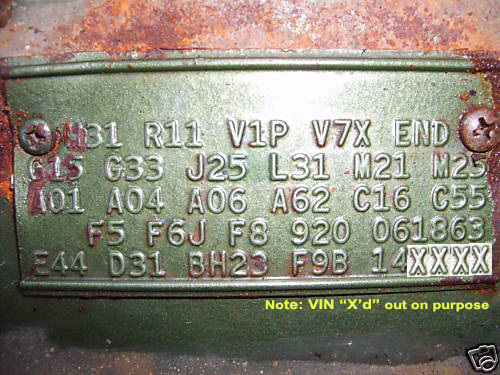 M31 R11 V1P V7X END
G15 G33 J25 L31 M21 M25
A01 A04 A06 A62 C16 C55
F5 F6J F8 920 061863
E44 D31 BH23 F9B 14XXXX
Note: VIN “X’d” out on purpose